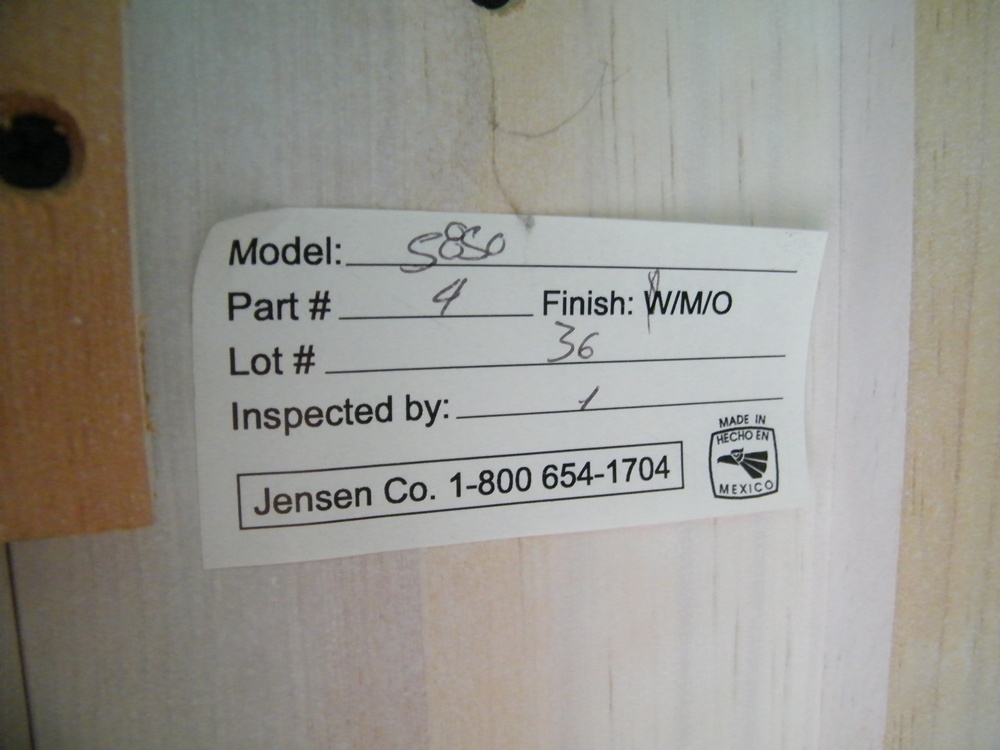 Model: 5850
Part # 4 Finish: W/M/O
Lot # 36
Inspected by: 1
Jensen Co. 1-800 654-1704
MADE IN
HECHO EN
MEXICO